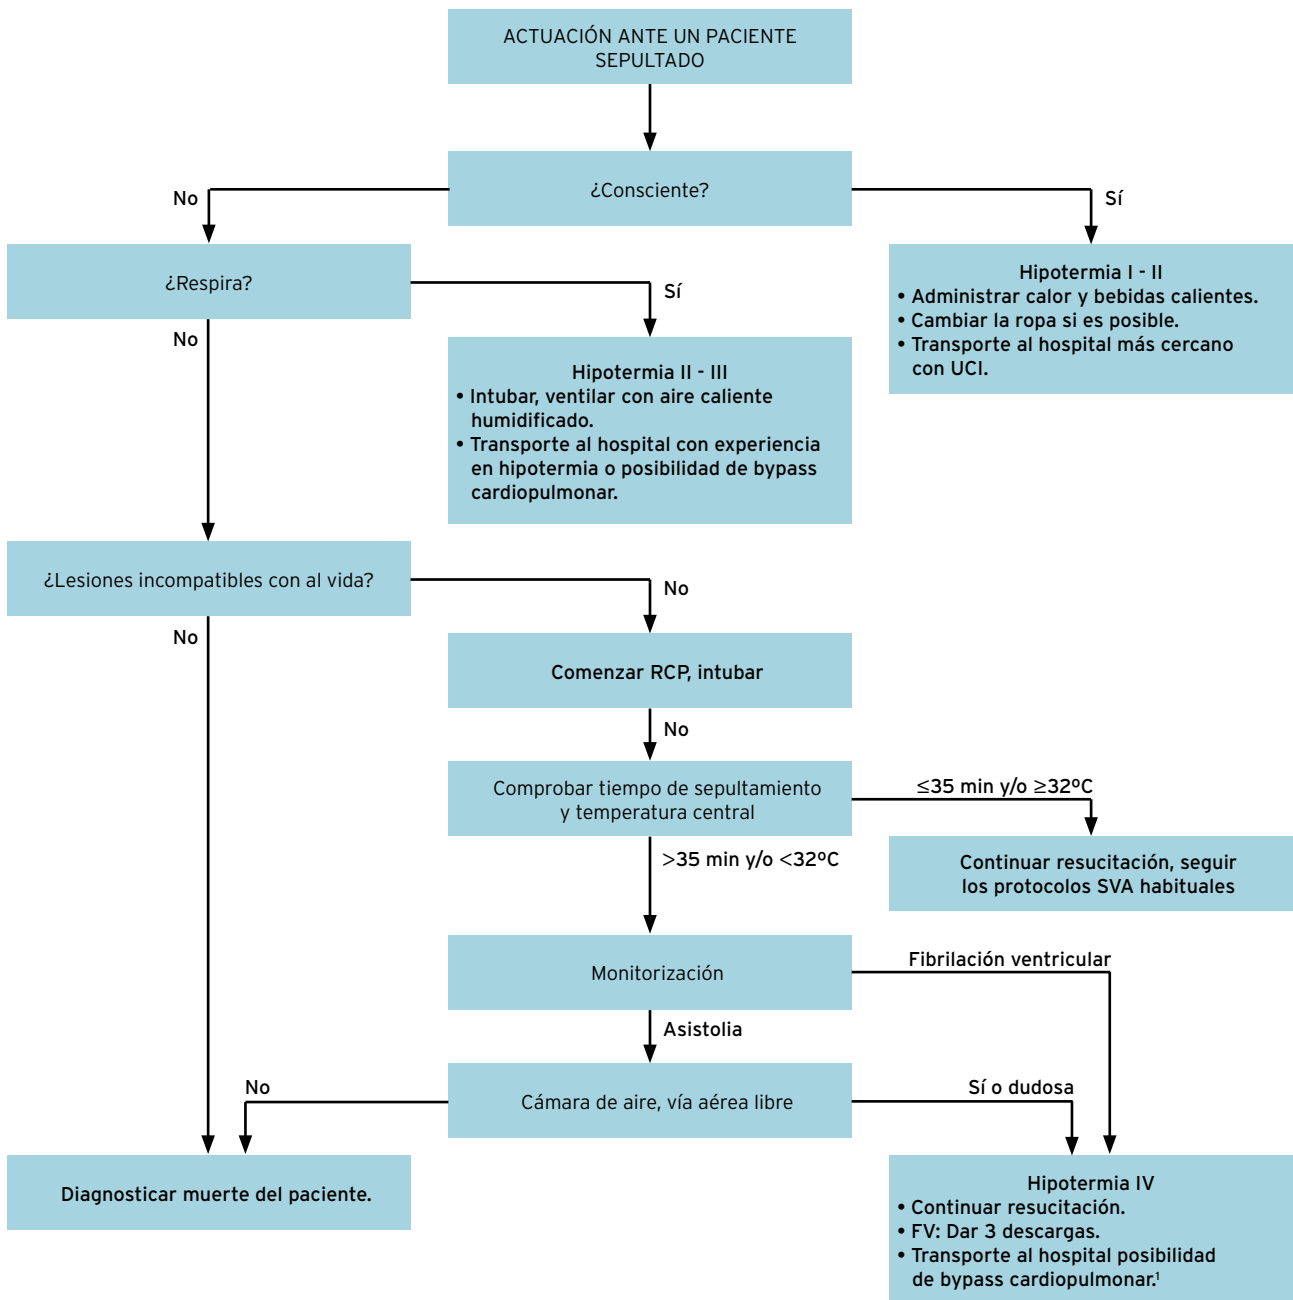 ACTUACIÓN ANTE UN PACIENTE
SEPULTADO
¿Consciente?
No
Sí
¿Respira?
Hipotermia I - II
• Administrar calor y bebidas calientes.
• Cambiar la ropa si es posible.
• Transporte al hospital más cercano
con UCI.
Sí
No
Hipotermia II - III
• Intubar, ventilar con aire caliente
humidificado.
• Transporte al hospital con experiencia
en hipotermia o posibilidad de bypass
cardiopulmonar.
¿Lesiones incompatibles con al vida?
No
No
Comenzar RCP, intubar
No
Comprobar tiempo de sepultamiento
y temperatura central
≤35 min y/o ≥32ºC
>35 min y/o <32ºC
Continuar resucitación, seguir
los protocolos SVA habituales
Monitorización
Fibrilación ventricular
Asistolia
Cámara de aire, vía aérea libre
No
Sí o dudosa
Diagnosticar muerte del paciente.
Hipotermia IV
• Continuar resucitación.
• FV: Dar 3 descargas.
• Transporte al hospital posibilidad
de bypass cardiopulmonar.¹